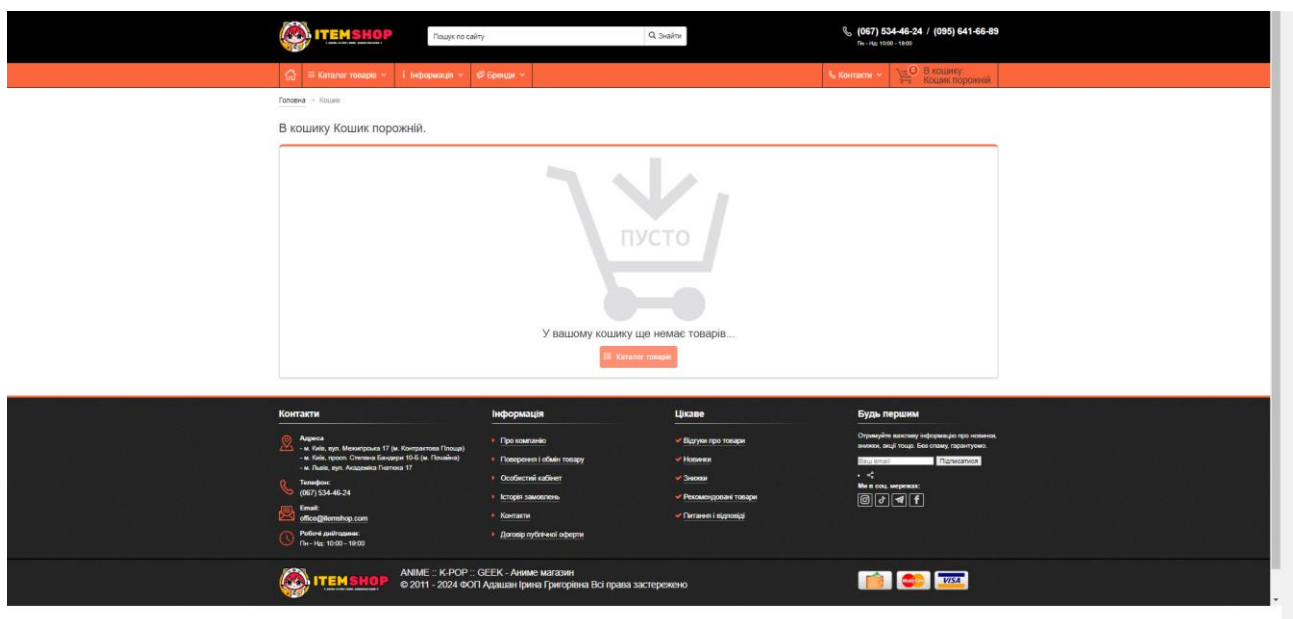 ITEMSHOP
Пошук по сайту
Знайти
(067) 534-46-24 / (095) 641-66-89
Пн - Нд: 10:00 - 19:00
Каталог товарів
Інформація
Бренди
Контакти
0
В кошику:
Кошик порожній.
Головна → Кошик
В кошику Кошик порожній.
ПУСТО
У вашому кошику ще немає товарів...
Каталог товарів
Контакти
Адреса
- м. Київ, вул. Межигірська 17 (м. Контрактова Площа)
- м. Київ, просп. Степана Бандери 10-Б (м. Почайна)
- м. Львів, вул. Академіка Гнатюка 17
Телефон:
(067) 534-46-24
Email:
office@itemshop.com
Робочі дні/години:
Пн - Нд: 10:00 - 19:00
Інформація
Про компанію
Повернення і обмін товару
Особистий кабінет
Історія замовлень
Контакти
Договір публічної оферти
Цікаве
Відгуки про товари
Новинки
Знижки
Рекомендовані товари
Питання і відповіді
Будь першим
Отримуйте важливу інформацію про новинки,
знижки, акції тощо. Без спаму, гарантуємо.
Ваш email
Підписатися
Ми в соц. мережах:
ITEMSHOP
ANIME :: K-POP :: GEEK - Аниме магазин
© 2011 - 2024 ФОП Адашан Ірина Григорівна Всі права застережено
VISA